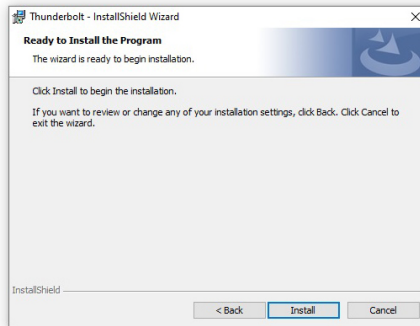 Thunderbolt - InstallShield Wizard
Ready to Install the Program
The wizard is ready to begin installation.
Click Install to begin the installation.
If you want to review or change any of your installation settings, click Back. Click Cancel to
exit the wizard.
InstallShield
< Back
Install
Cancel